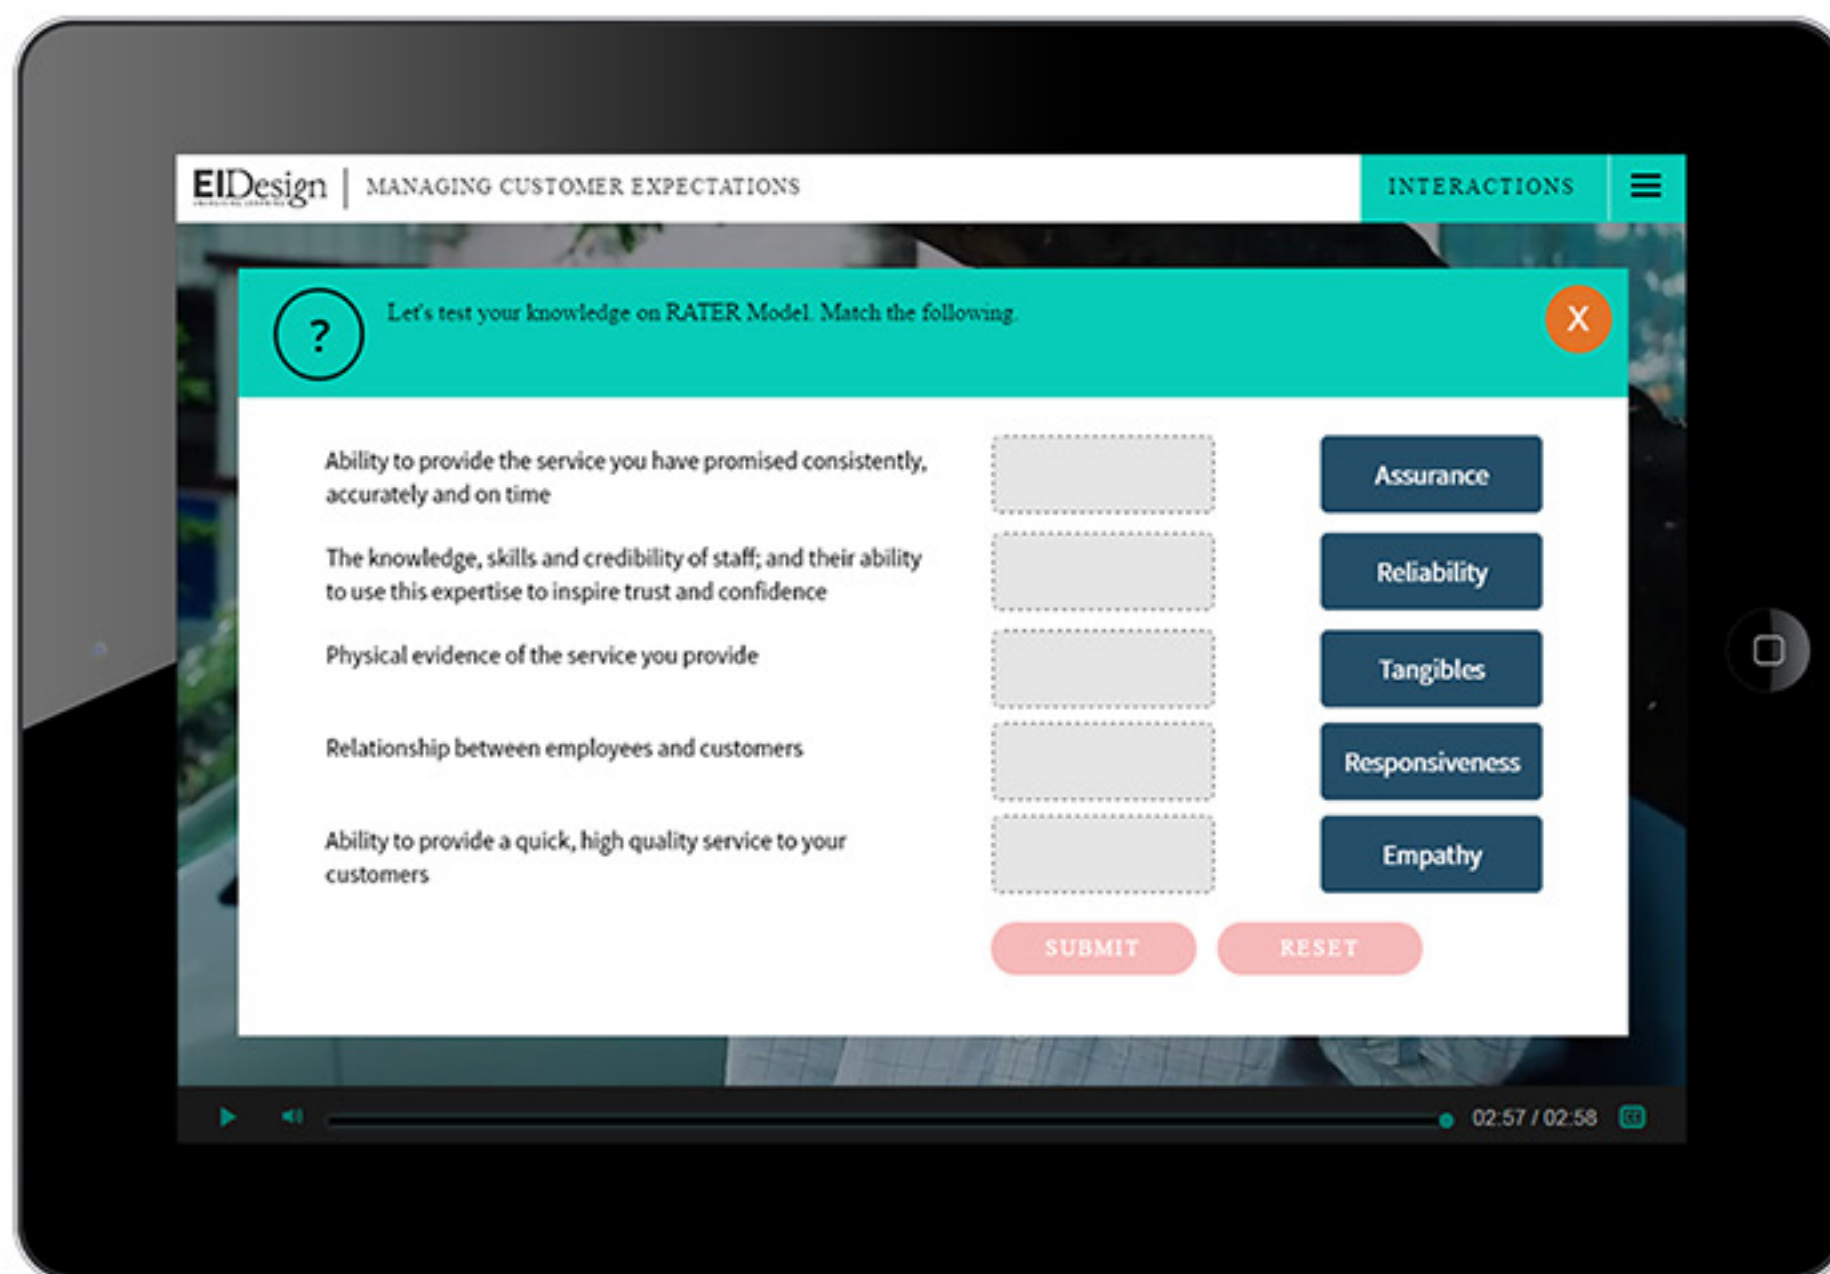 EIDesign
MANAGING CUSTOMER EXPECTATIONS
INTERACTIONS
?
Let's test your knowledge on RATER Model. Match the following.
X
Ability to provide the service you have promised consistently,
accurately and on time
Assurance
The knowledge, skills and credibility of staff; and their ability
to use this expertise to inspire trust and confidence
Reliability
Physical evidence of the service you provide
Tangibles
Relationship between employees and customers
Responsiveness
Ability to provide a quick, high quality service to your
customers
Empathy
SUBMIT
RESET
02:57 / 02:58
CC